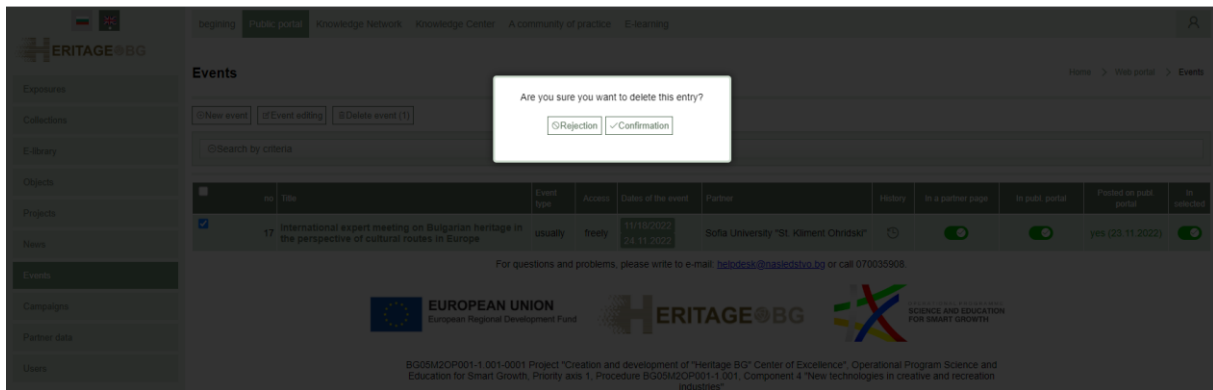 begining Public portal Knowledge Network Knowledge Center A community of practice E-learning
ERITAGE BG
Events
Home > Web portal > Events
Exposures
Collections
E-library
Objects
Projects
News
Events
Campaigns
Partner data
Users
Are you sure you want to delete this entry?
Rejection Confirmation
New event Event editing Delete event (1)
Search by criteria
no Title Event type Access Dates of the event Partner History In a partner page In publ. portal Posted on publ. portal In selected
17 International expert meeting on Bulgarian heritage in
the perspective of cultural routes in Europe
usually freely
11/10/2022
24.11.2022
Sofia University "St. Kliment Ohridski"
yes (23.11.2022)
For questions and problems, please write to e-mail: helpdesk@nasledstvo.bg or call 070035908.
EUROPEAN UNION
European Regional Development Fund
HERITAGE BG
SCIENCE AND EDUCATION
FOR SMART GROWTH
BG05M2OP001-1.001-0001 Project "Creation and development of "Heritage BG" Center of Excellence", Operational Program Science and
Education for Smart Growth, Priority axis 1, Procedure BG05M2OP001-1.001, Component 4 "New technologies in creative and recreation
industries"